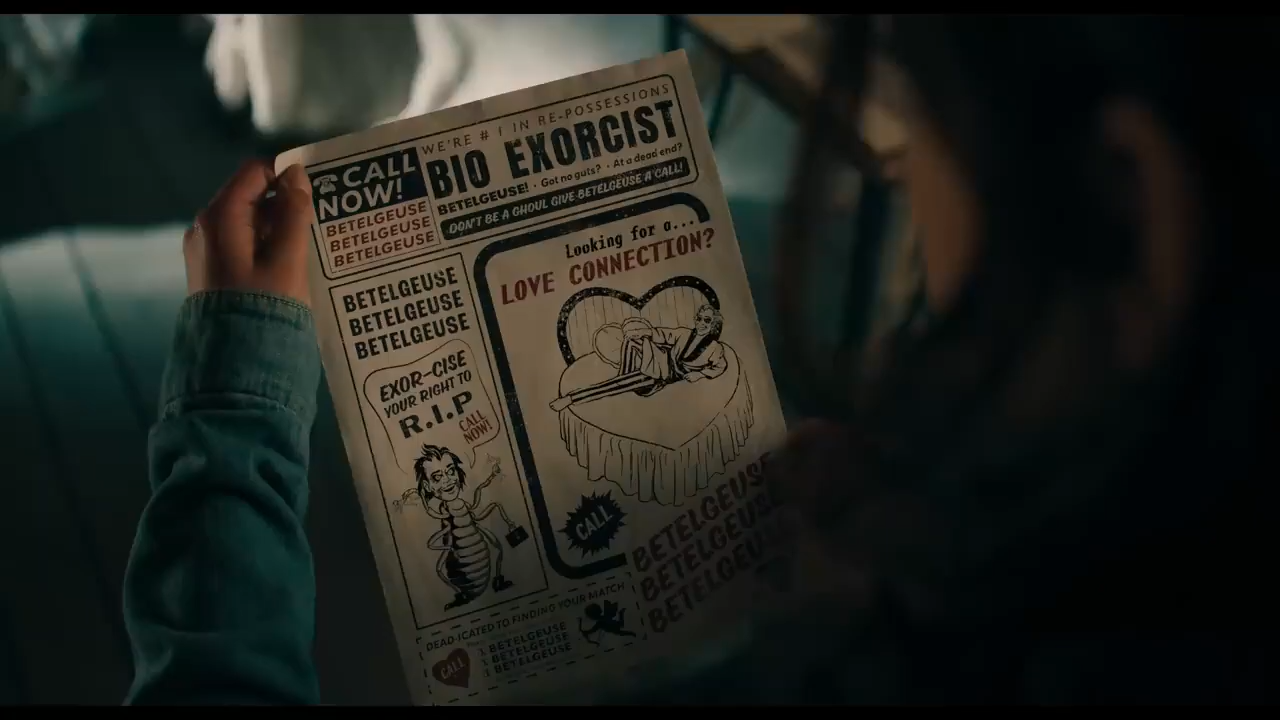 WE'RE # 1 IN RE-POSSESSIONS
CALL
NOW!
BIO EXORCIST
BETELGEUSE! · Got no guts? · At a dead end?
DON'T BE A GHOUL GIVE BETELGEUSE A CALL!
BETELGEUSE
BETELGEUSE
BETELGEUSE
BETELGEUSE
BETELGEUSE
BETELGEUSE
EXOR-CISE
YOUR RIGHT TO
R.I.P
CALL
NOW!
Looking for a...
LOVE CONNECTION?
CALL
BETELGEUSE
BETELGEUSE
BETELGEUSE
DEAD-ICATED TO FINDING YOUR MATCH
CALL
1 BETELGEUSE
2 BETELGEUSE
3 BETELGEUSE